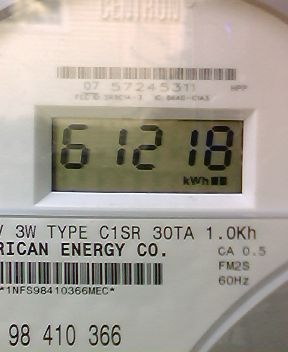 CENTRON
07 57245311 HPP
61218
kWh
V 3W TYPE C1SR 30TA 1.0Kh
RICAN ENERGY CO. CA 0.5
FM2S
*1NFS98410366MEC* 60Hz
98 410 366